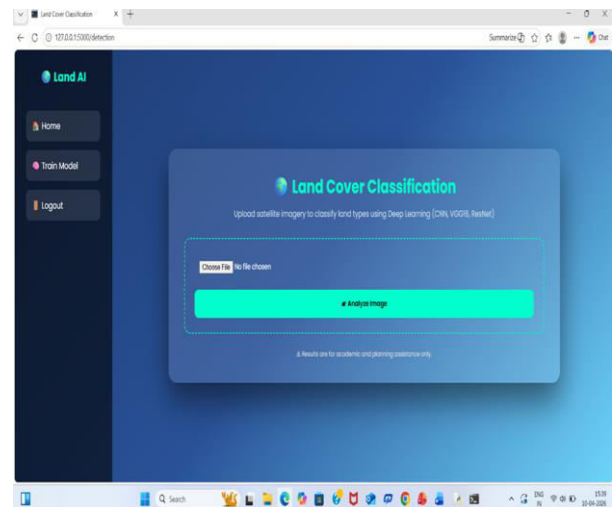 Land Cover Classification
127.0.0.1:5000/detection
Summarize
Chat
Land AI
Home
Train Model
Logout
Land Cover Classification
Upload satellite imagery to classify land types using Deep Learning (CNN, VGG16, ResNet)
Choose File No file chosen
Analyze Image
Results are for academic and planning assistance only.
Search
ENG
IN
15:39
10-04-2026